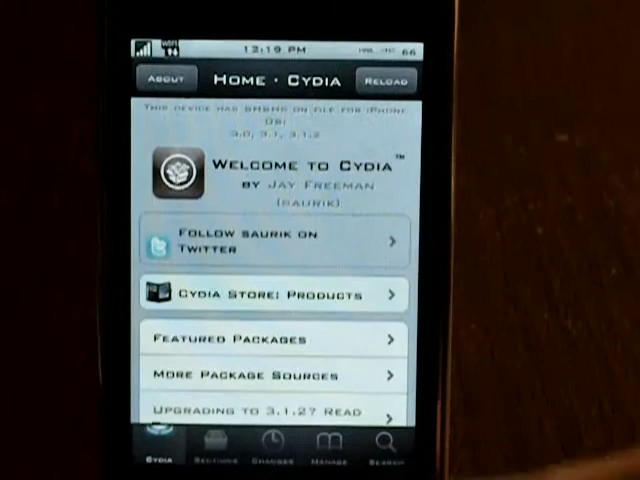 12:19 PM
66
About
Home · Cydia
Reload
This device has SHSHs on file for iPhone
OS:
3.0, 3.1, 3.1.2
Welcome to Cydia™
by Jay Freeman
(saurik)
Follow saurik on
Twitter
Cydia Store: Products
Featured Packages
More Package Sources
Upgrading to 3.1.2? Read
Cydia
Sections
Changes
Manage
Search